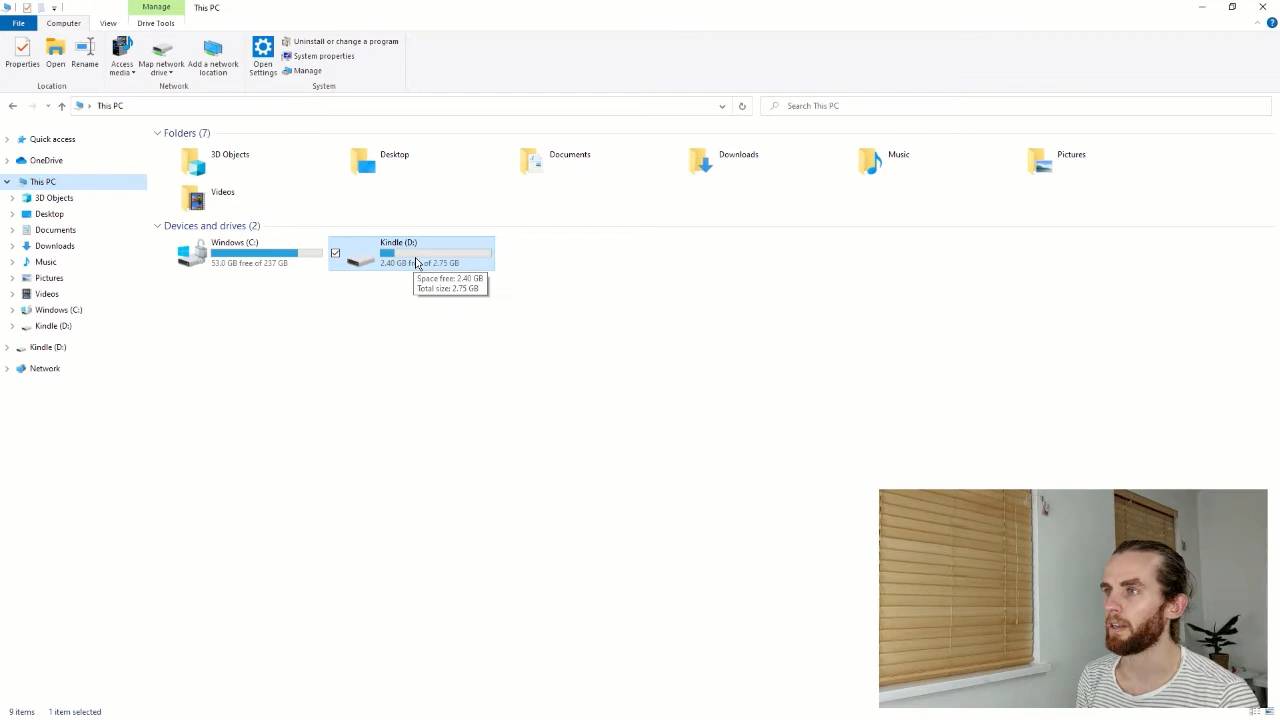 Manage
This PC
File
Computer
View
Drive Tools
Properties
Open
Rename
Access media
Map network drive
Add a network location
Open Settings
Uninstall or change a program
System properties
Manage
Location
Network
System
This PC
Search This PC
Quick access
OneDrive
This PC
3D Objects
Desktop
Documents
Downloads
Music
Pictures
Videos
Windows (C:)
Kindle (D:)
Kindle (D:)
Network
Folders (7)
3D Objects
Desktop
Documents
Downloads
Music
Pictures
Videos
Devices and drives (2)
Windows (C:)
53.0 GB free of 237 GB
Kindle (D:)
2.40 GB free of 2.75 GB
Space free: 2.40 GB
Total size: 2.75 GB
9 items
1 item selected